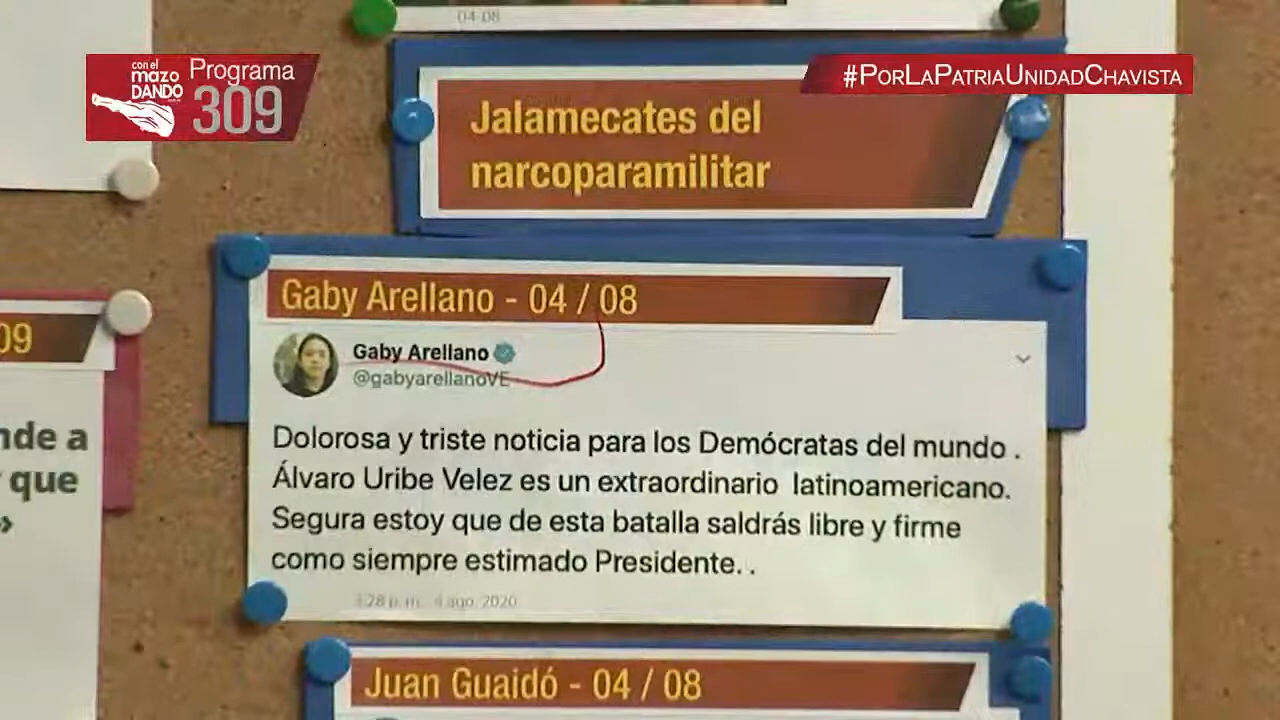 04-08
con el
mazo
DANDO
Programa
309
#PORLAPATRIAUNIDADCHAVISTA
Jalamecates del
narcoparamilitar
Gaby Arellano - 04 / 08
Gaby Arellano
@gabyarellanoVE
Dolorosa y triste noticia para los Demócratas del mundo .
Álvaro Uribe Velez es un extraordinario latinoamericano.
Segura estoy que de esta batalla saldrás libre y firme
como siempre estimado Presidente. .
3:28 p. m. 4 ago. 2020
09
nde a
que
»
Juan Guaidó - 04 / 08